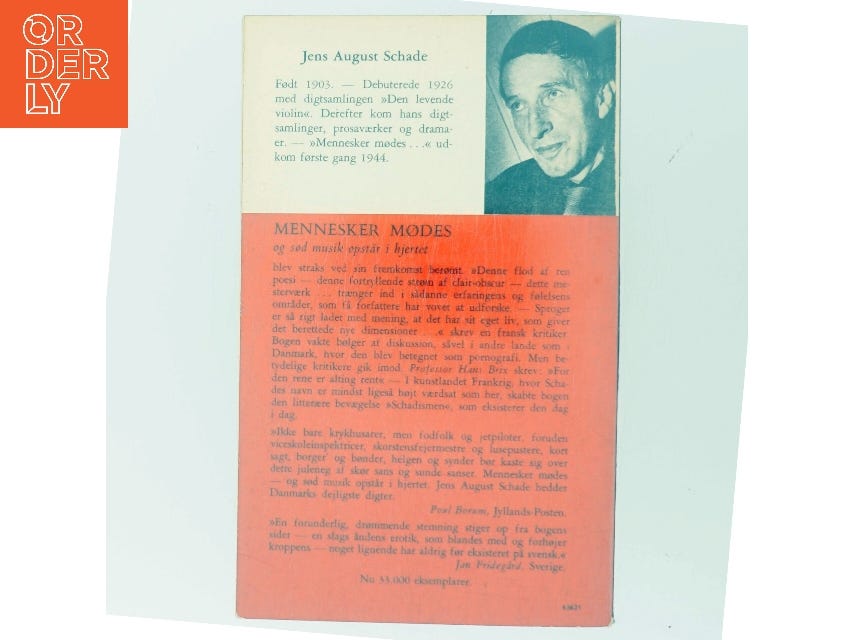 OR
DER
LY
Jens August Schade
Født 1903. — Debuterede 1926
med digtsamlingen »Den levende
violin«. Derefter kom hans digt-
samlinger, prosaværker og drama-
er. — »Mennesker mødes . . .« ud-
kom første gang 1944.
MENNESKER MØDES
og sød musik opstår i hjertet
blev straks ved sin fremkomst berømt. »Denne flod af ren
poesi — denne fortryllende strøm af clair-obscur — dette me-
sterværk . . . trænger ind i sådanne erfaringens og følelsens
områder, som få forfattere har vovet at udforske. — Sproget
er så rigt ladet med mening, at det har sit eget liv, som giver
det berettede nye dimensioner . . .« skrev en fransk kritiker.
Bogen vakte bølger af diskussion, såvel i andre lande som i
Danmark, hvor den blev betegnet som pornografi. Men be-
tydelige kritikere gik imod. Professor Hans Brix skrev: »For
den rene er alting rent« — I kunstlandet Frankrig, hvor Scha-
des navn er mindst ligeså højt værdsat som her, skabte bogen
den litterære bevægelse »Schadismen«, som eksisterer den dag
i dag.
»Ikke bare krykhusarer, men fodfolk og jetpiloter, foruden
viceskoleinspektricer, skorstensfejermestre og lusepustere, kort
sagt, borger og bønder, helgen og synder bør kaste sig over
dette juleneg af skør sans og sunde sanser. Mennesker mødes
— og sød musik opstår i hjertet. Jens August Schade hedder
Danmarks dejligste digter.
Poul Borum, Jyllands-Posten.
»En forunderlig, drømmende stemning stiger op fra bogens
sider — en slags åndens erotik, som blandes med og forhøjer
kroppens — noget lignende har aldrig før eksisteret på svensk.«
Jan Fridegård, Sverige.
Nu 33.000 eksemplarer.